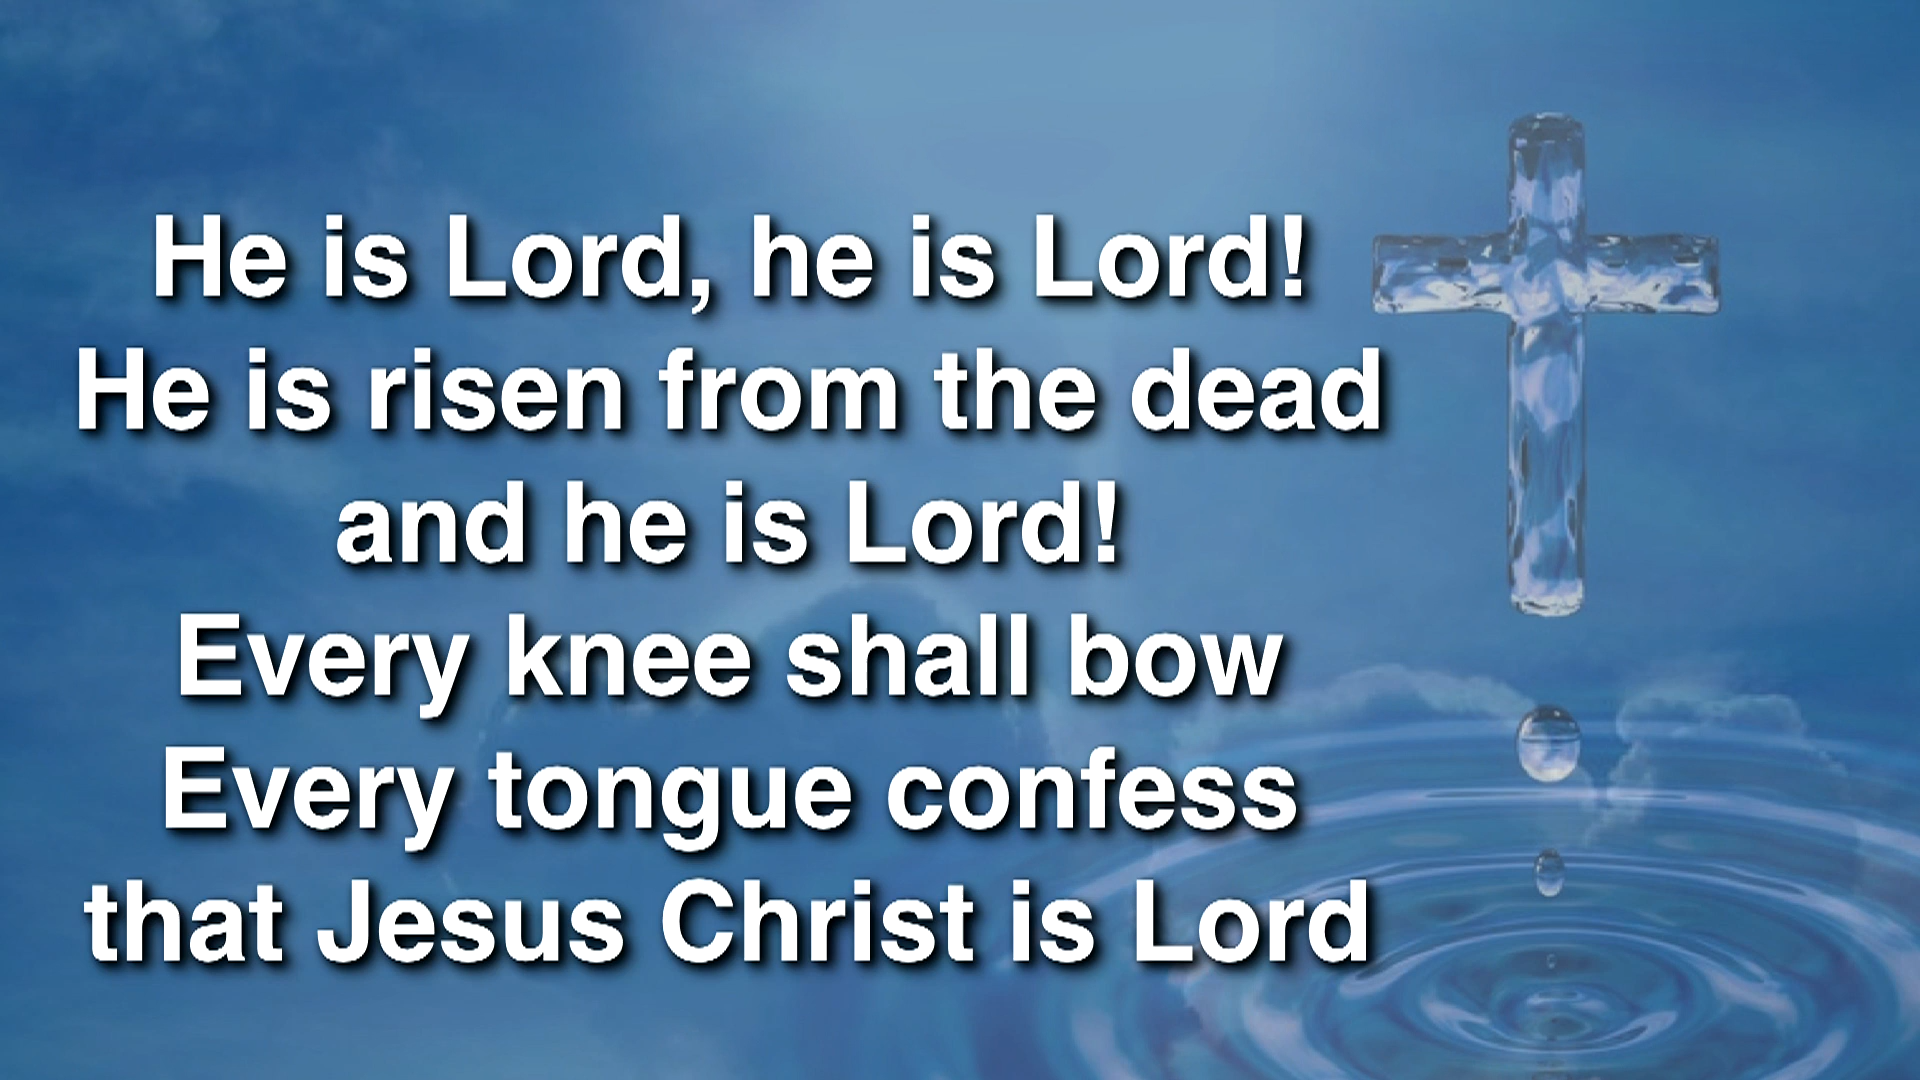 He is Lord, he is Lord!
He is risen from the dead
and he is Lord!
Every knee shall bow
Every tongue confess
that Jesus Christ is Lord